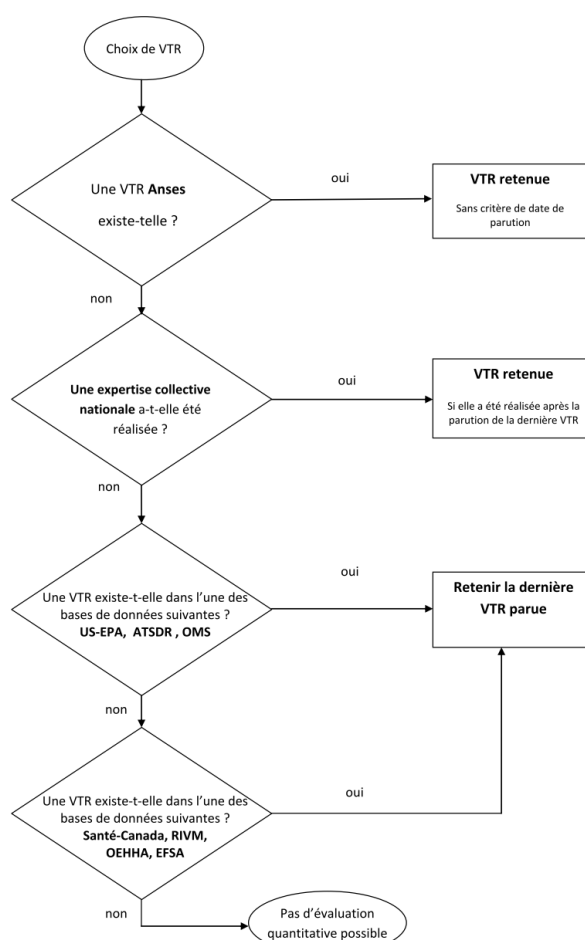 Choix de VTR
Une VTR Anses
existe-telle ?
oui
VTR retenue
Sans critère de date de
parution
non
Une expertise collective
nationale a-t-elle été
réalisée ?
oui
VTR retenue
Si elle a été réalisée après la
parution de la dernière VTR
non
Une VTR existe-t-elle dans l’une des
bases de données suivantes ?
US-EPA, ATSDR , OMS
oui
Retenir la dernière
VTR parue
non
Une VTR existe-t-elle dans l’une des
bases de données suivantes ?
Santé-Canada, RIVM,
OEHHA, EFSA
oui
non
Pas d’évaluation
quantitative possible